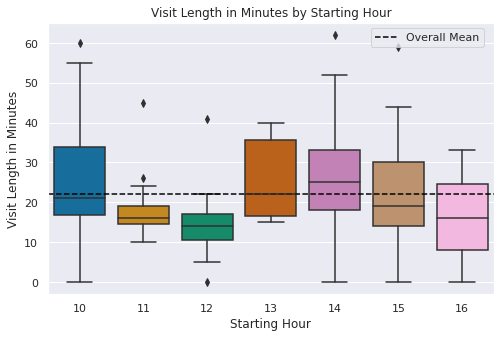 Visit Length in Minutes by Starting Hour
Overall Mean
Visit Length in Minutes
60
50
40
30
20
10
0
10 11 12 13 14 15 16
Starting Hour